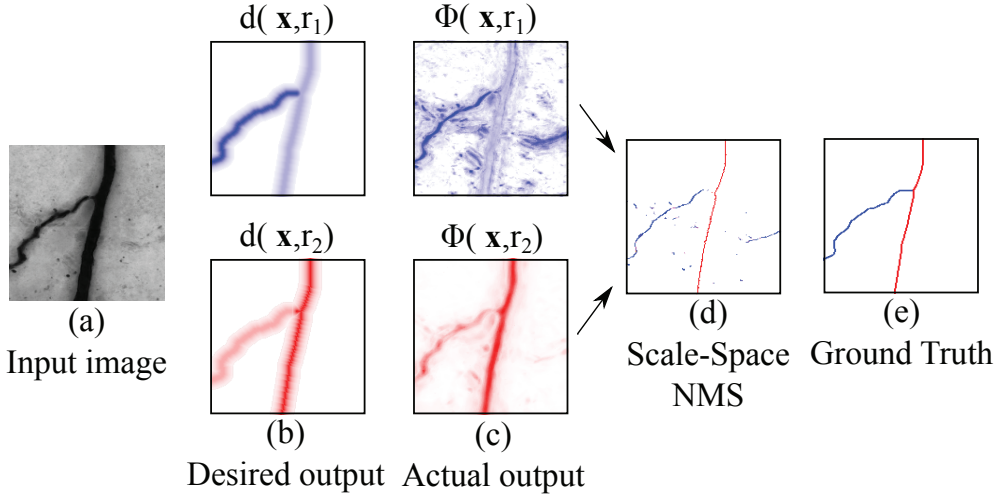 d( x,r₁)
Φ( x,r₁)
d( x,r₂)
Φ( x,r₂)
(a)
Input image
(b)
Desired output
(c)
Actual output
(d)
Scale-Space
NMS
(e)
Ground Truth